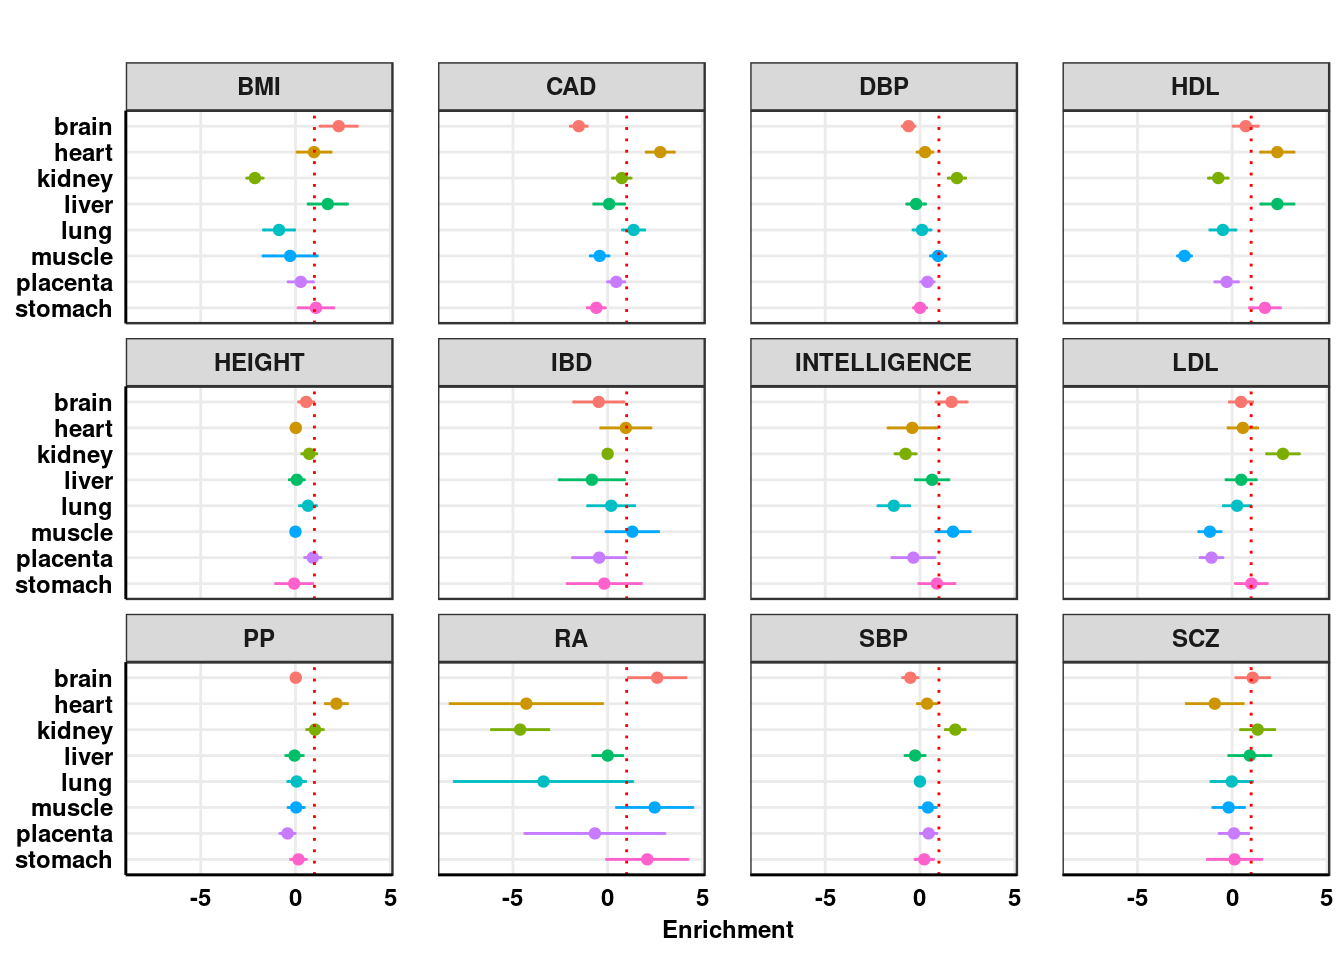 BMI CAD DBP HDL
brain
heart
kidney
liver
lung
muscle
placenta
stomach
HEIGHT IBD INTELLIGENCE LDL
brain
heart
kidney
liver
lung
muscle
placenta
stomach
PP RA SBP SCZ
brain
heart
kidney
liver
lung
muscle
placenta
stomach
-5 0 5 -5 0 5 -5 0 5 -5 0 5
Enrichment